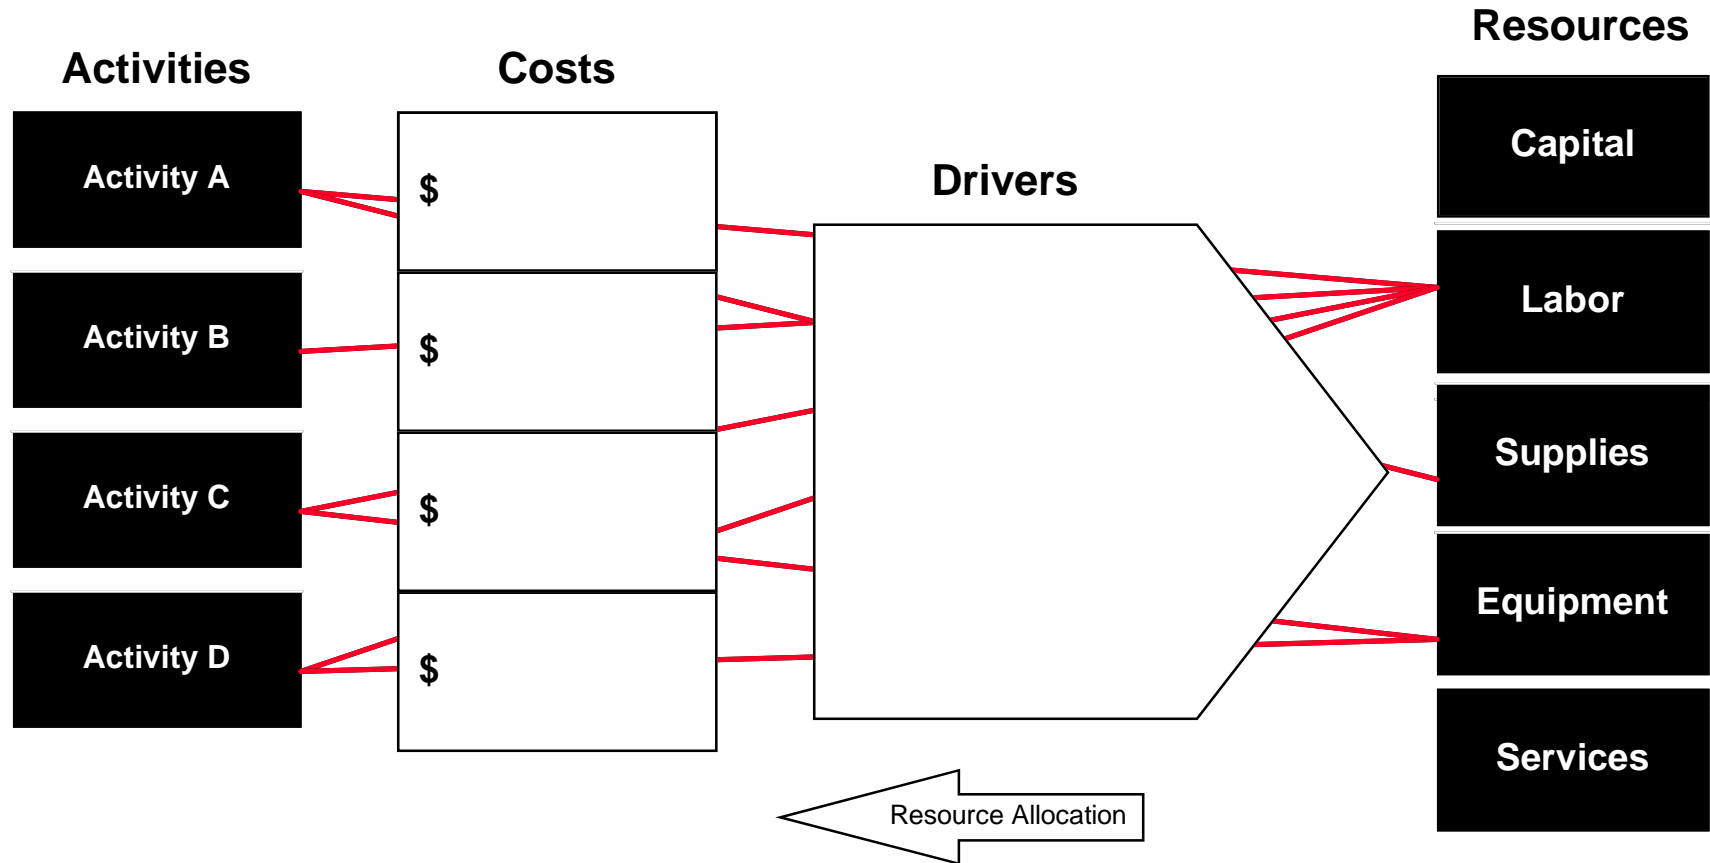 Resources
Activities
Costs
Capital
Activity A
$
Drivers
Labor
Activity B
$
Supplies
Activity C
$
Equipment
Activity D
$
Services
Resource Allocation